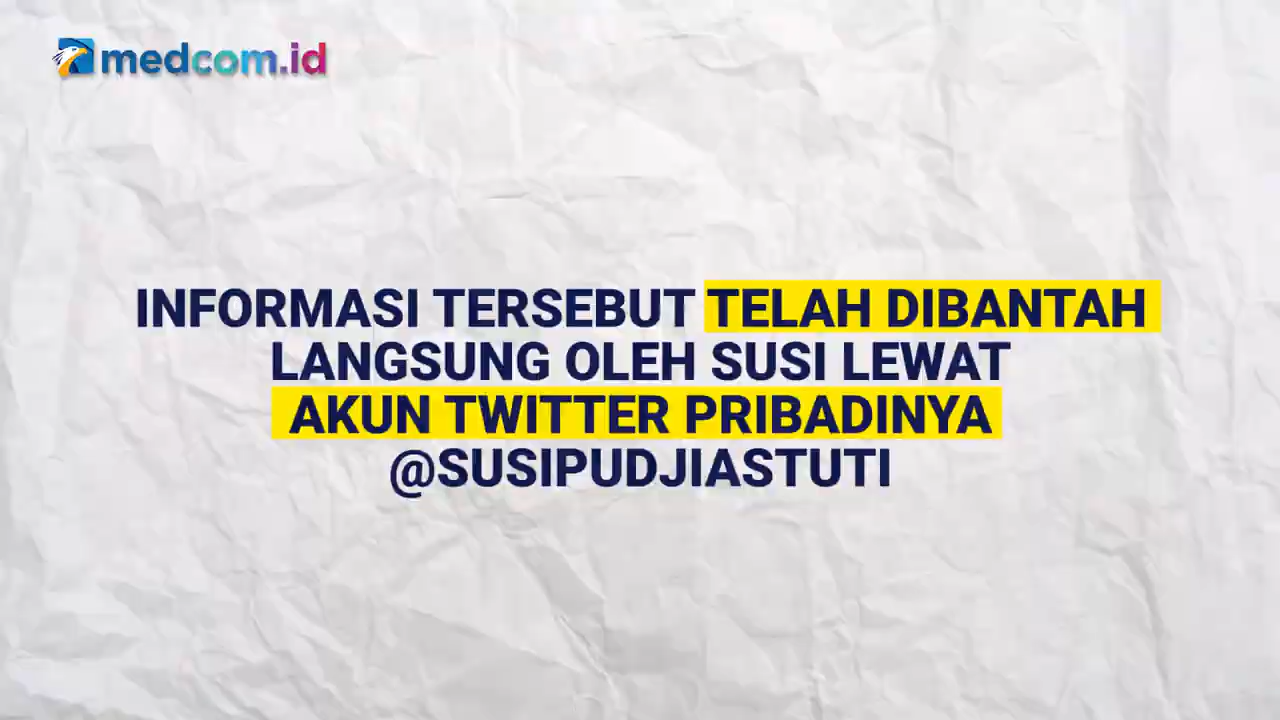 medcom.id
INFORMASI TERSEBUT TELAH DIBANTAH
LANGSUNG OLEH SUSI LEWAT
AKUN TWITTER PRIBADINYA
@SUSIPUDJIASTUTI